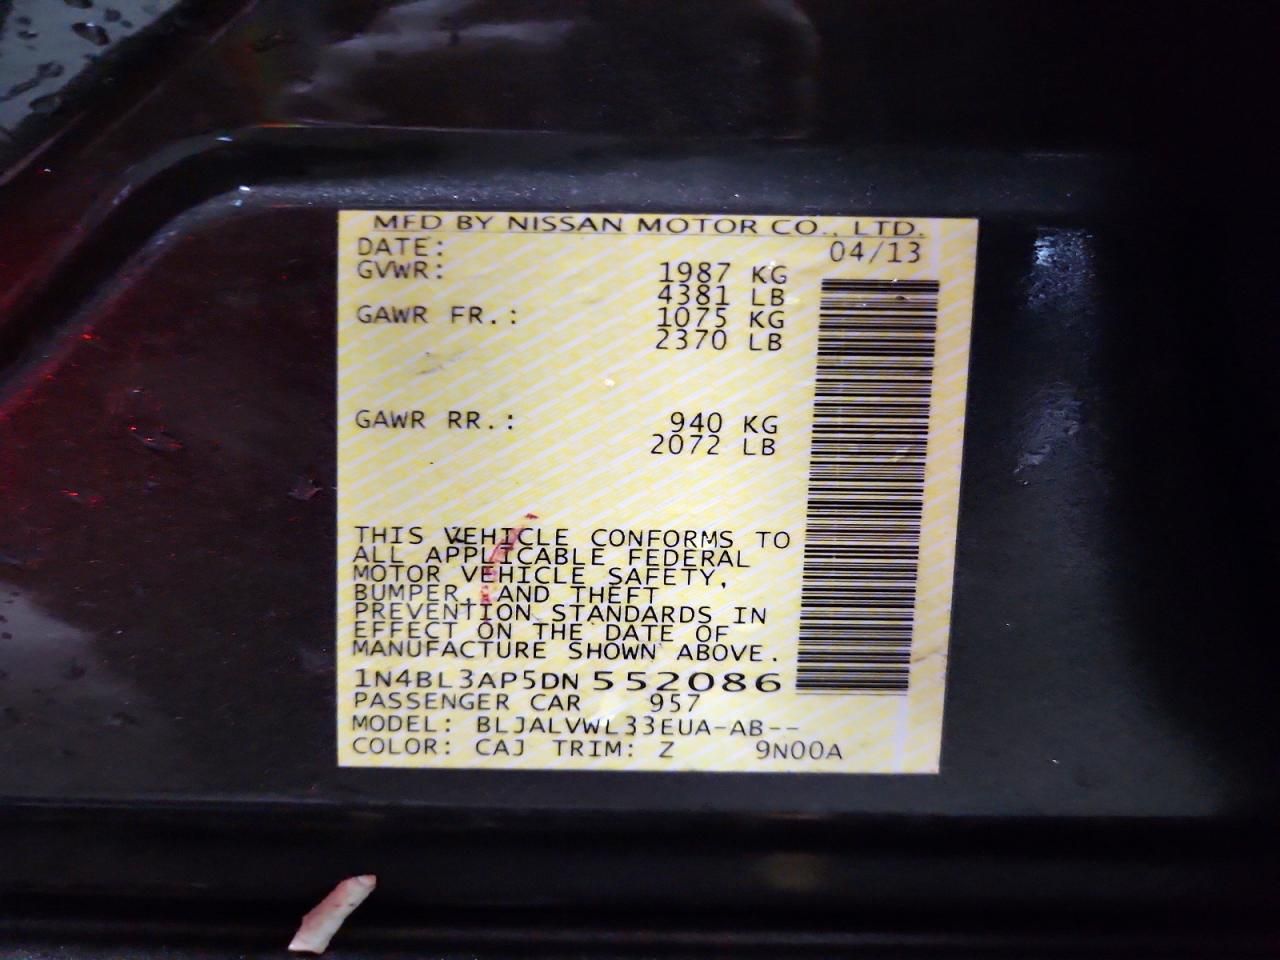 MFD BY NISSAN MOTOR CO., LTD.
DATE: 04/13
GVWR: 1987 KG
4381 LB
GAWR FR.: 1075 KG
2370 LB
GAWR RR.: 940 KG
2072 LB
THIS VEHICLE CONFORMS TO
ALL APPLICABLE FEDERAL
MOTOR VEHICLE SAFETY,
BUMPER, AND THEFT
PREVENTION STANDARDS IN
EFFECT ON THE DATE OF
MANUFACTURE SHOWN ABOVE.
1N4BL3AP5DN552086
PASSENGER CAR 957
MODEL: BLJALVWL33EUA-AB--
COLOR: CAJ TRIM: Z 9N00A